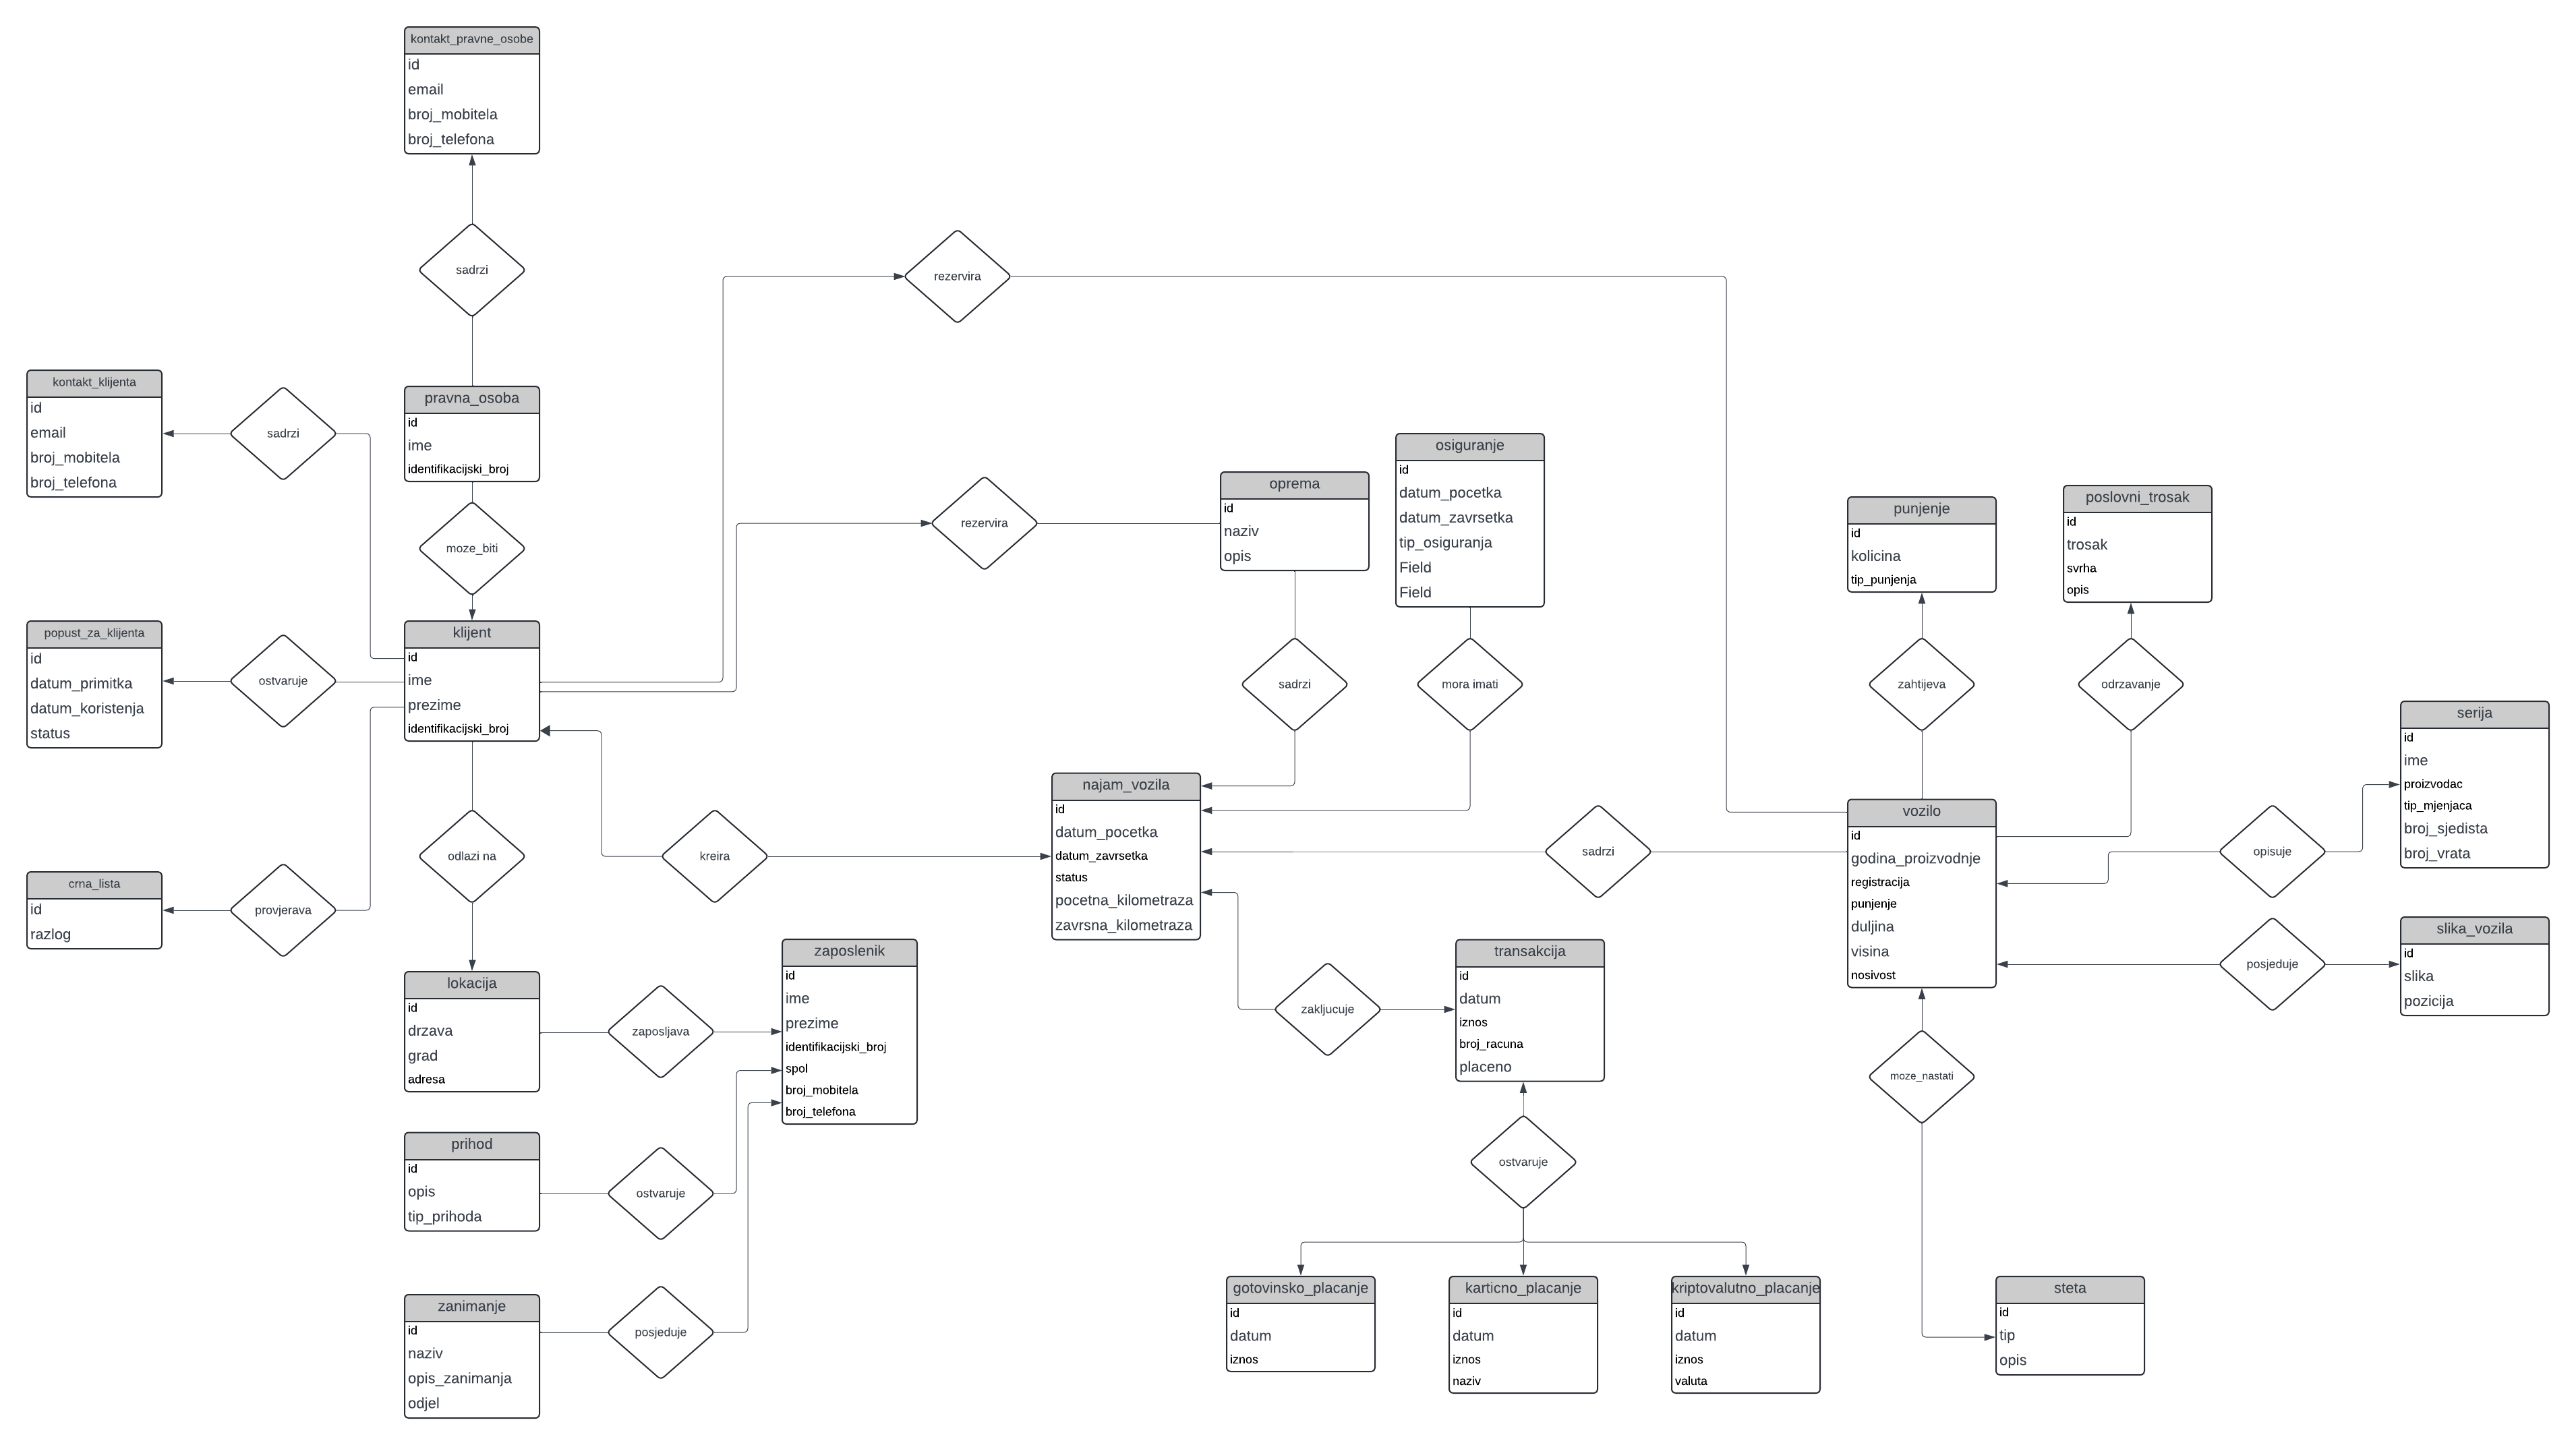 kontakt_pravne_osobe
id
email
broj_mobitela
broj_telefona
sadrzi
rezervira
kontakt_klijenta
id
email
broj_mobitela
broj_telefona
sadrzi
pravna_osoba
id
ime
identifikacijski_broj
moze_biti
rezervira
oprema
id
naziv
opis
osiguranje
id
datum_pocetka
datum_zavrsetka
tip_osiguranja
Field
Field
punjenje
id
kolicina
tip_punjenja
poslovni_trosak
id
trosak
svrha
opis
popust_za_klijenta
id
datum_primitka
datum_koristenja
status
ostvaruje
klijent
id
ime
prezime
identifikacijski_broj
sadrzi
mora imati
zahtijeva
odrzavanje
serija
id
ime
proizvodac
tip_mjenjaca
broj_sjedista
broj_vrata
najam_vozila
id
datum_pocetka
datum_zavrsetka
status
pocetna_kilometraza
zavrsna_kilometraza
vozilo
id
godina_proizvodnje
registracija
punjenje
duljina
visina
nosivost
crna_lista
id
razlog
provjerava
odlazi na
kreira
sadrzi
opisuje
slika_vozila
id
slika
pozicija
posjeduje
lokacija
id
drzava
grad
adresa
zaposljava
zaposlenik
id
ime
prezime
identifikacijski_broj
spol
broj_mobitela
broj_telefona
zakljucuje
transakcija
id
datum
iznos
broj_racuna
placeno
moze_nastati
prihod
id
opis
tip_prihoda
ostvaruje
ostvaruje
zanimanje
id
naziv
opis_zanimanja
odjel
posjeduje
gotovinsko_placanje
id
datum
iznos
karticno_placanje
id
datum
iznos
naziv
kriptovalutno_placanje
id
datum
iznos
valuta
steta
id
tip
opis